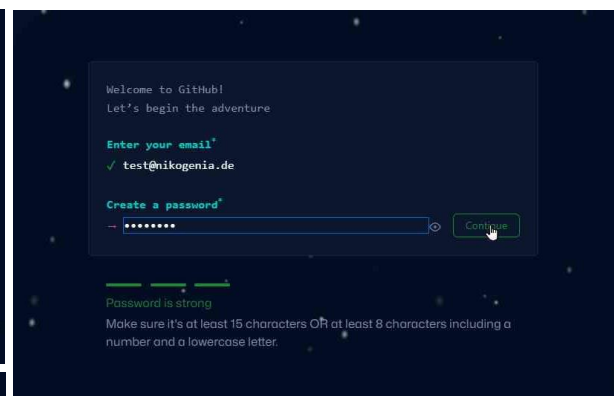 Welcome to GitHub!
Let’s begin the adventure
Enter your email*
✓ test@nikogenia.de
Create a password*
→ ••••••••
Continue
Password is strong
Make sure it's at least 15 characters OR at least 8 characters including a
number and a lowercase letter.